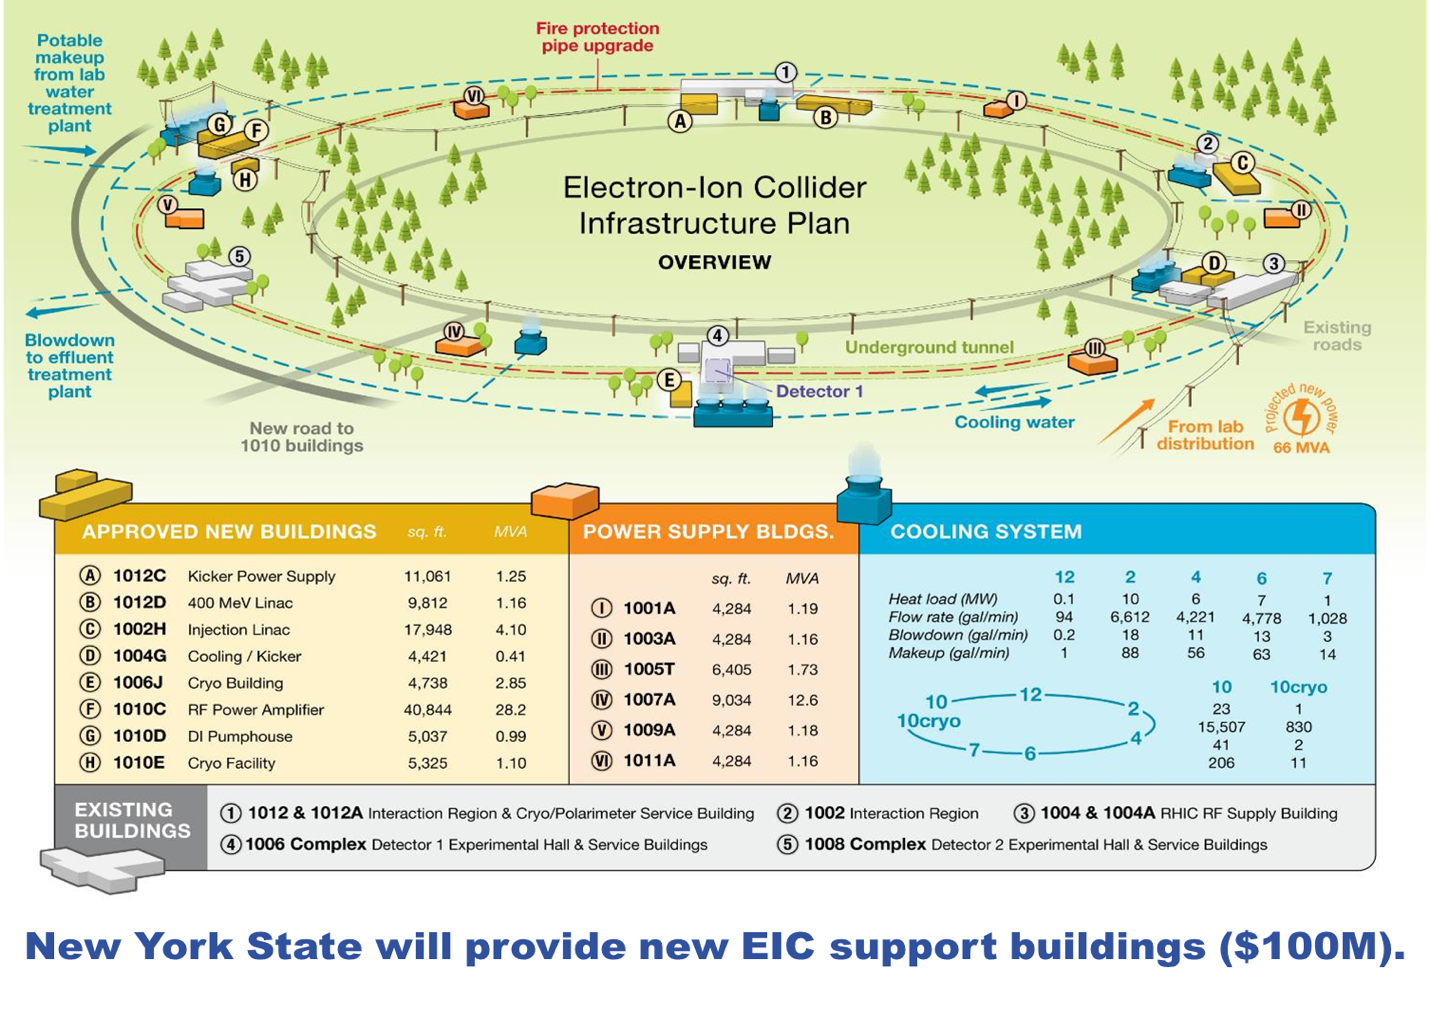 Potable
makeup
from lab
water
treatment
plant
Fire protection
pipe upgrade
1
VI
A
B
I
G
F
H
2
C
V
II
5
D
3
Electron-Ion Collider
Infrastructure Plan
OVERVIEW
Blowdown
to effluent
treatment
plant
IV
4
Underground tunnel
III
Existing
roads
E
Detector 1
Cooling water
New road to
1010 buildings
From lab
distribution
Projected new power
66 MVA
APPROVED NEW BUILDINGS sq. ft. MVA
A 1012C Kicker Power Supply 11,061 1.25
B 1012D 400 MeV Linac 9,812 1.16
C 1002H Injection Linac 17,948 4.10
D 1004G Cooling / Kicker 4,421 0.41
E 1006J Cryo Building 4,738 2.85
F 1010C RF Power Amplifier 40,844 28.2
G 1010D DI Pumphouse 5,037 0.99
H 1010E Cryo Facility 5,325 1.10
POWER SUPPLY BLDGS.
sq. ft. MVA
I 1001A 4,284 1.19
II 1003A 4,284 1.16
III 1005T 6,405 1.73
IV 1007A 9,034 12.6
V 1009A 4,284 1.18
VI 1011A 4,284 1.16
COOLING SYSTEM
12 2 4 6 7
Heat load (MW) 0.1 10 6 7 1
Flow rate (gal/min) 94 6,612 4,221 4,778 1,028
Blowdown (gal/min) 0.2 18 11 13 3
Makeup (gal/min) 1 88 56 63 14
10 12 2
10cryo 4
7 6
10 10cryo
23 1
15,507 830
41 2
206 11
EXISTING
BUILDINGS
1 1012 & 1012A Interaction Region & Cryo/Polarimeter Service Building
2 1002 Interaction Region
3 1004 & 1004A RHIC RF Supply Building
4 1006 Complex Detector 1 Experimental Hall & Service Buildings
5 1008 Complex Detector 2 Experimental Hall & Service Buildings
New York State will provide new EIC support buildings ($100M).